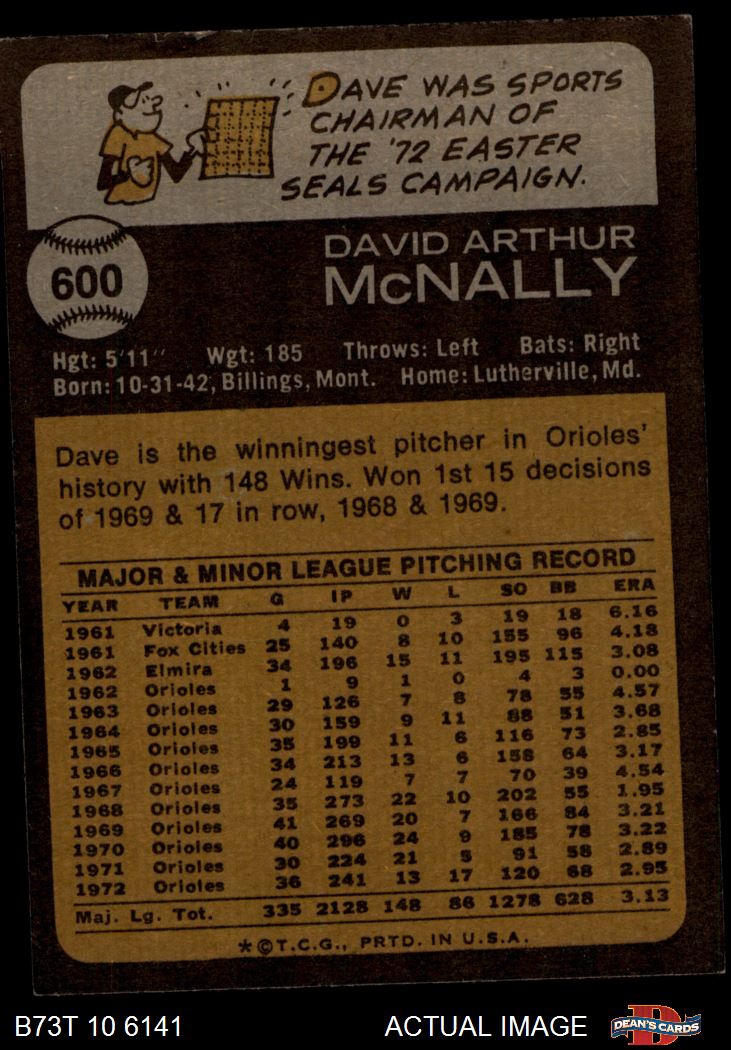 DAVE WAS SPORTS
CHAIRMAN OF
THE '72 EASTER
SEALS CAMPAIGN.
600
DAVID ARTHUR
McNALLY
Hgt: 5'11" Wgt: 185 Throws: Left Bats: Right
Born: 10-31-42, Billings, Mont. Home: Lutherville, Md.
Dave is the winningest pitcher in Orioles'
history with 148 Wins. Won 1st 15 decisions
of 1969 & 17 in row, 1968 & 1969.
MAJOR & MINOR LEAGUE PITCHING RECORD
YEAR TEAM G IP W L SO BB ERA
1961 Victoria 4 19 0 3 19 18 6.16
1961 Fox Cities 25 140 8 10 155 96 4.18
1962 Elmira 34 196 15 11 195 115 3.08
1962 Orioles 1 9 1 0 4 3 0.00
1963 Orioles 29 126 7 8 78 55 4.57
1964 Orioles 30 159 9 11 88 51 3.68
1965 Orioles 35 199 11 6 116 73 2.85
1966 Orioles 34 213 13 6 158 64 3.17
1967 Orioles 24 119 7 7 70 39 4.54
1968 Orioles 35 273 22 10 202 55 1.95
1969 Orioles 41 269 20 7 166 84 3.21
1970 Orioles 40 296 24 9 185 78 3.22
1971 Orioles 30 224 21 5 91 58 2.89
1972 Orioles 36 241 13 17 120 68 2.95
Maj. Lg. Tot. 335 2128 148 86 1278 628 3.13
*©T.C.G., PRTD. IN U.S.A.
B73T 10 6141 ACTUAL IMAGE DEAN'S CARDS